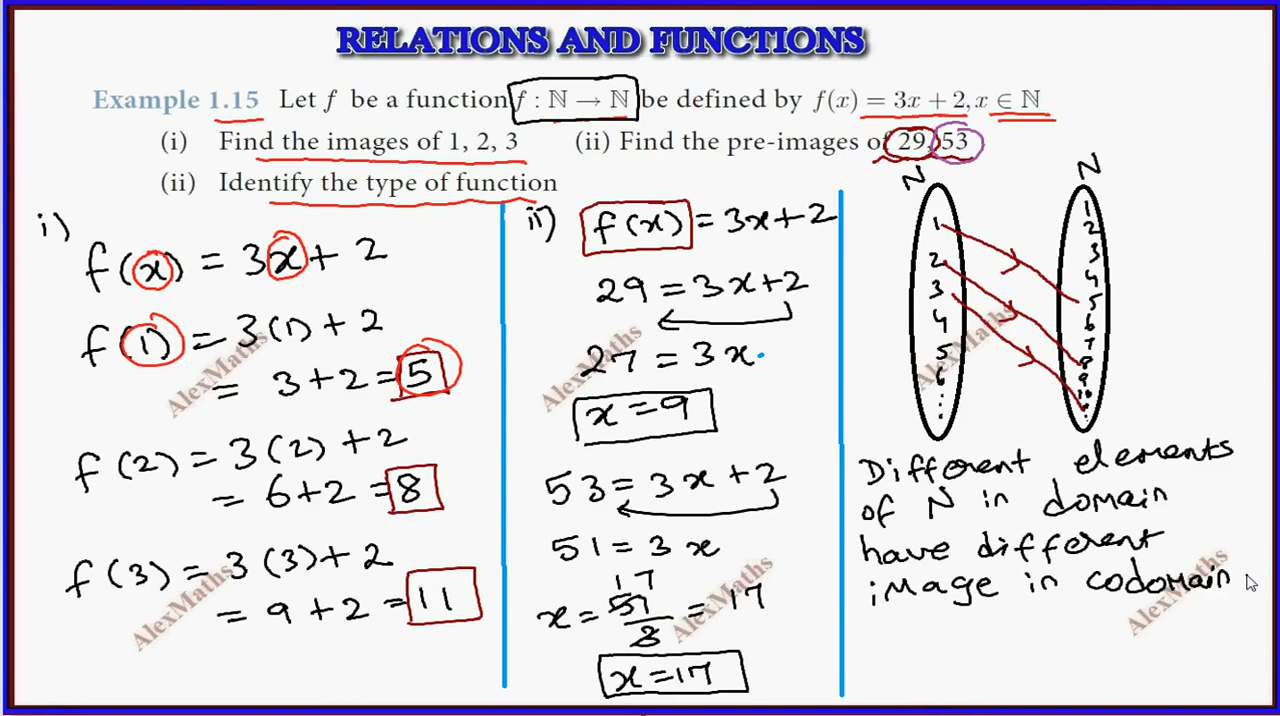 RELATIONS AND FUNCTIONS
Example 1.15 Let f be a function f : ℕ → ℕ be defined by f(x) = 3x + 2, x ∈ ℕ
(i) Find the images of 1, 2, 3 (ii) Find the pre-images of 29, 53
(ii) Identify the type of function
i)
f(x) = 3x + 2
f(1) = 3(1) + 2
= 3+2 = 5
f(2) = 3(2) + 2
= 6+2 = 8
f(3) = 3(3) + 2
= 9+2 = 11
ii) f(x) = 3x+2
29 = 3x+2
27 = 3x
x = 9
53 = 3x + 2
51 = 3x
17
x = 51/3 = 17
x = 17
N N
1
2
3
4
5
6
:
1
2
3
4
5
6
7
8
9
10
Different elements
of N in domain
have different
image in codomain
AlexMaths
AlexMaths
AlexMaths
AlexMaths
AlexMaths
AlexMaths